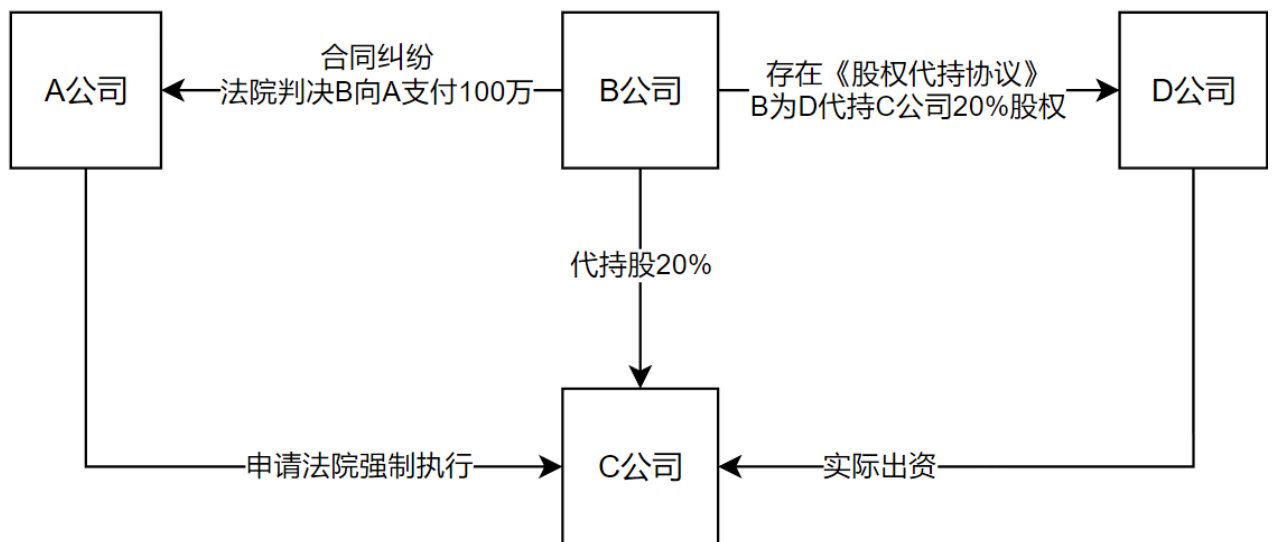 A公司
合同纠纷
法院判决B向A支付100万
B公司
存在《股权代持协议》
B为D代持C公司20%股权
D公司
代持股20%
申请法院强制执行
C公司
实际出资